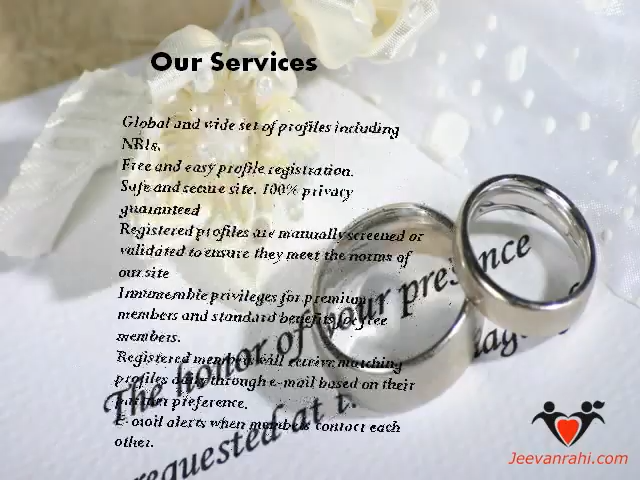 Our Services
Global and wide set of profiles including
NRIs.
Free and easy profile registration.
Safe and secure site. 100% privacy
guaranteed
Registered profiles are manually screened or
validated to ensure they meet the norms of
our site
Innumerable privileges for premium
members and standard benefits to free
members.
Registered members will receive matching
profiles daily through e-mail based on their
partner preference.
E-mail alerts when members contact each
other.
The honor of your presence
requested at
Jeevanrahi.com